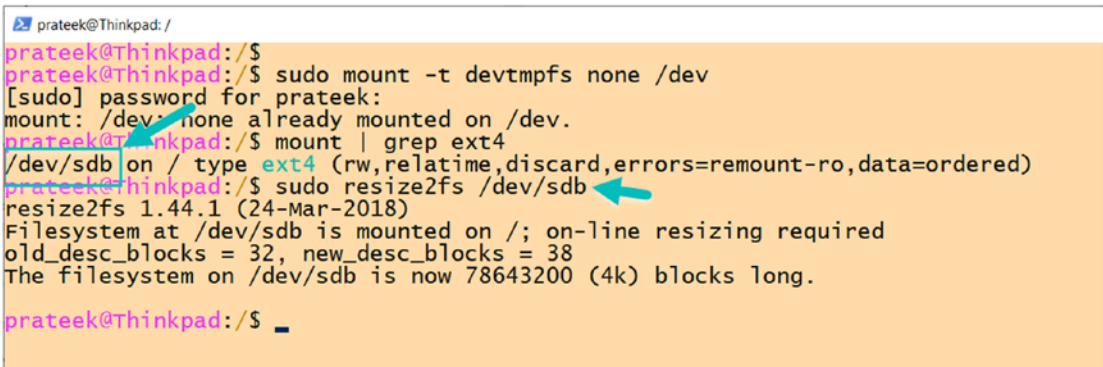 prateek@Thinkpad: /
prateek@Thinkpad:/$
prateek@Thinkpad:/$ sudo mount -t devtmpfs none /dev
[sudo] password for prateek:
mount: /dev: none already mounted on /dev.
prateek@Thinkpad:/$ mount | grep ext4
/dev/sdb on / type ext4 (rw,relatime,discard,errors=remount-ro,data=ordered)
prateek@Thinkpad:/$ sudo resize2fs /dev/sdb
resize2fs 1.44.1 (24-Mar-2018)
Filesystem at /dev/sdb is mounted on /; on-line resizing required
old_desc_blocks = 32, new_desc_blocks = 38
The filesystem on /dev/sdb is now 78643200 (4k) blocks long.
prateek@Thinkpad:/$